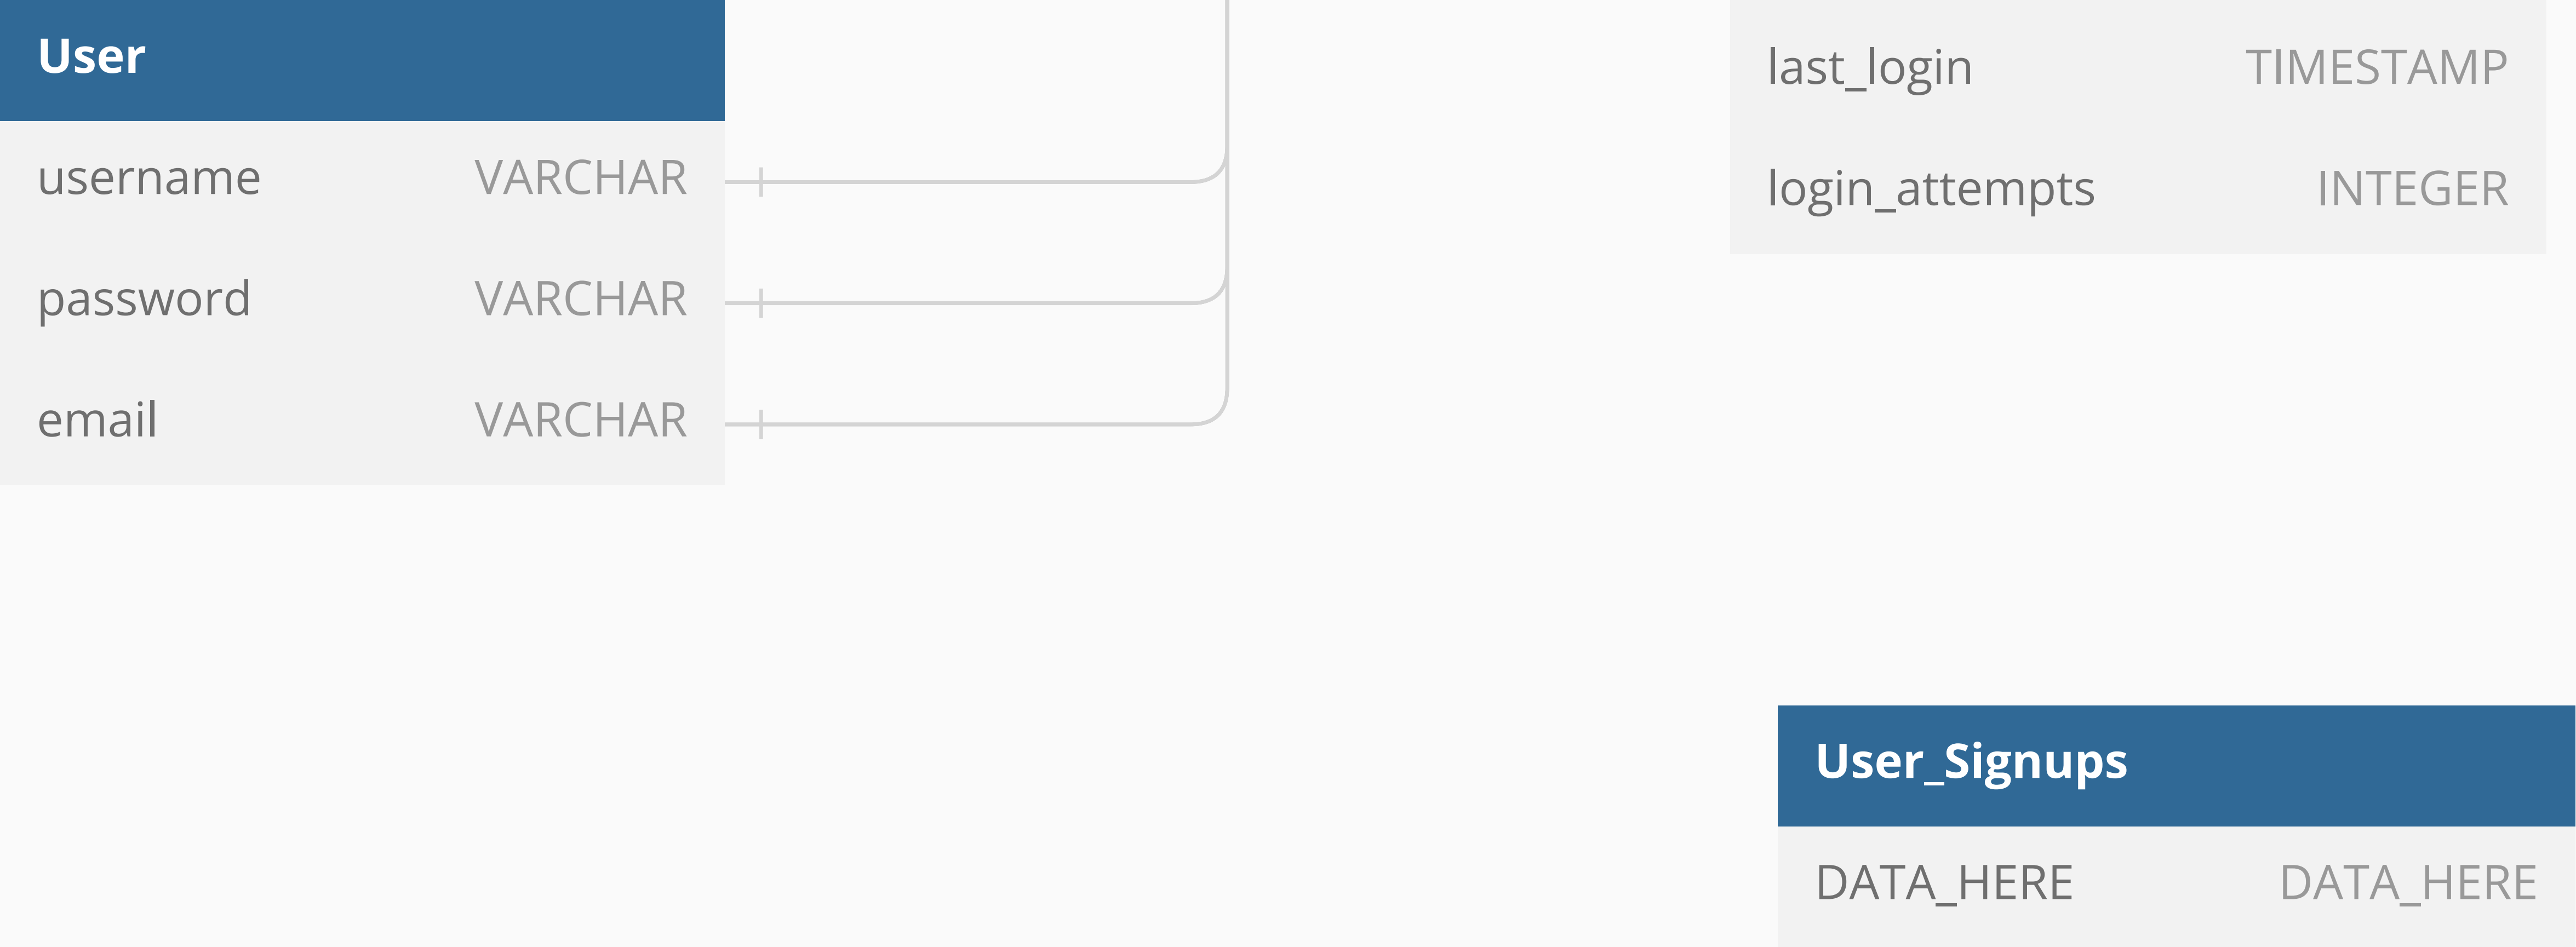 User
username VARCHAR
password VARCHAR
email VARCHAR
last_login TIMESTAMP
login_attempts INTEGER
User_Signups
DATA_HERE DATA_HERE